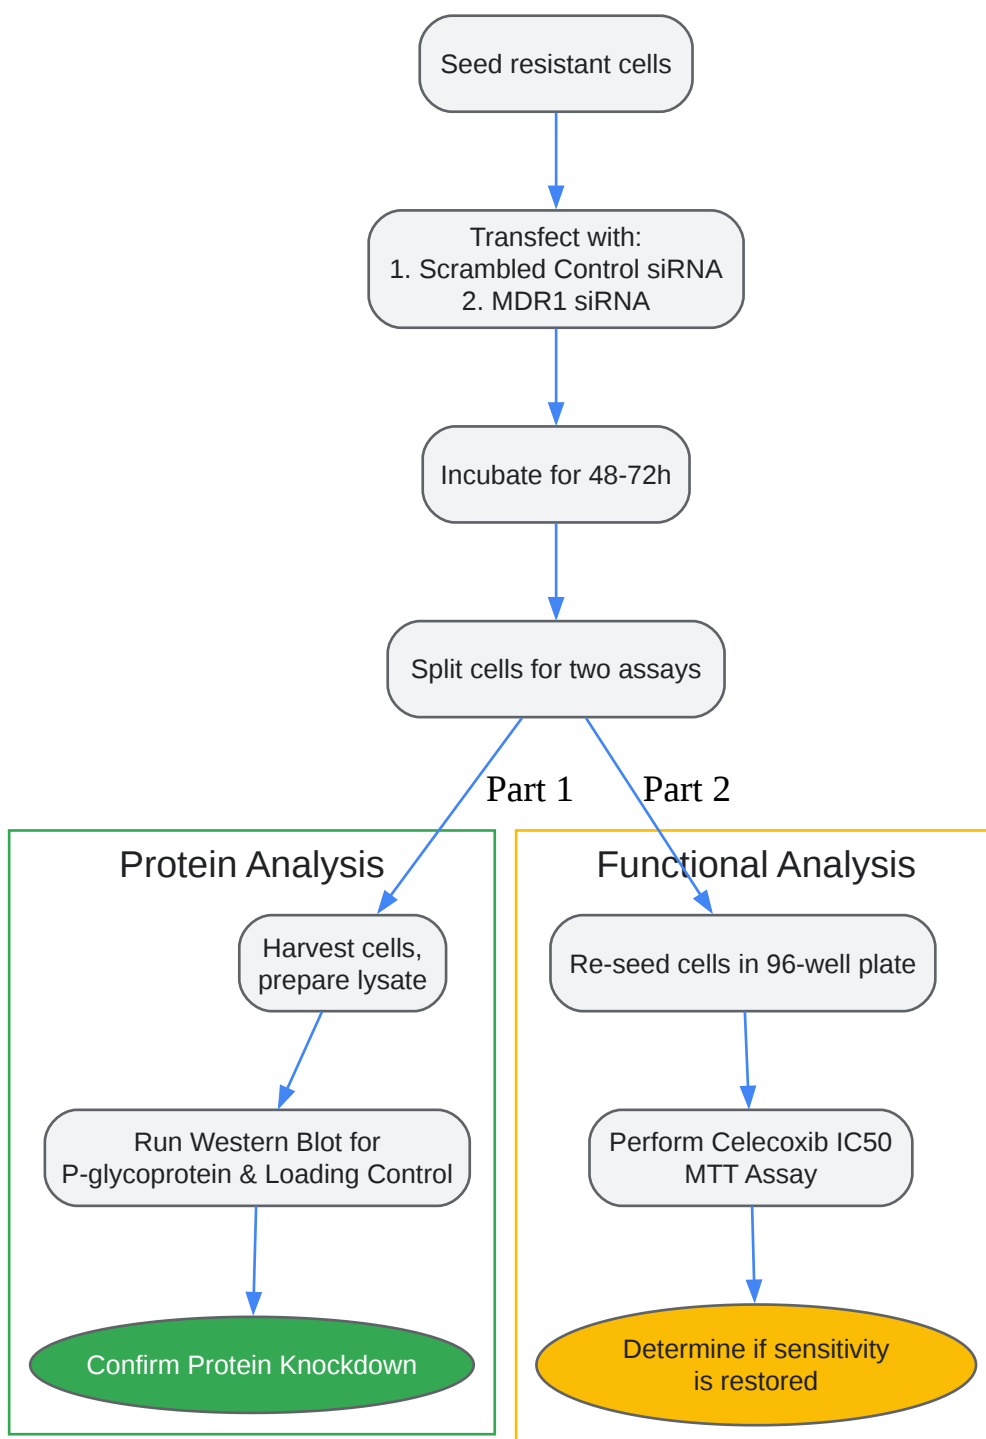 Seed resistant cells
Transfect with:
1. Scrambled Control siRNA
2. MDR1 siRNA
Incubate for 48-72h
Split cells for two assays
Part 1
Part 2
Protein Analysis
Harvest cells,
prepare lysate
Run Western Blot for
P-glycoprotein & Loading Control
Confirm Protein Knockdown
Functional Analysis
Re-seed cells in 96-well plate
Perform Celecoxib IC50
MTT Assay
Determine if sensitivity
is restored